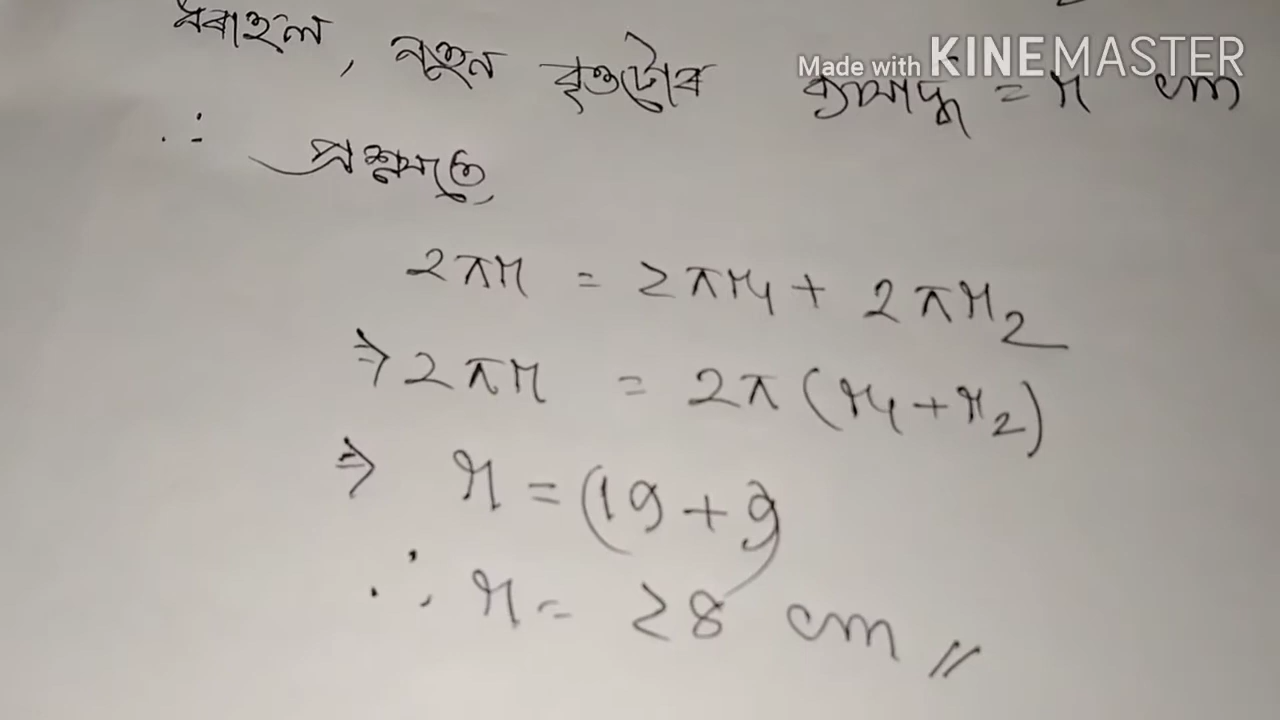 Made with KINEMASTER
ধৰাহল, নতুন বৃত্তটোৰ ব্যাসাৰ্দ্ধ = r cm
∴ প্ৰশ্নমতে,
2πr = 2πr₁ + 2πr₂
⇒ 2πr = 2π (r₁ + r₂)
⇒ r = (19 + 9)
∴ r = 28 cm //